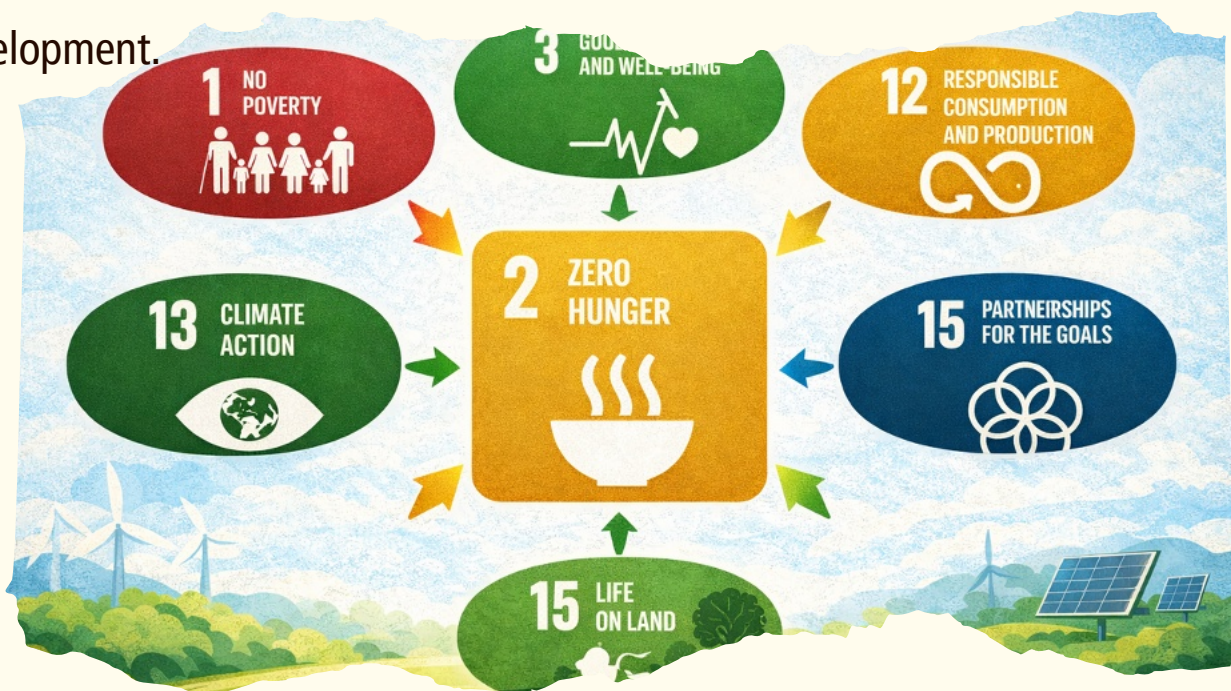 elopment.
1 NO
POVERTY
3
AND WELL-BEING
12 RESPONSIBLE
CONSUMPTION
AND PRODUCTION
2 ZERO
HUNGER
13 CLIMATE
ACTION
15 PARTNEIRSHIPS
FOR THE GOALS
15 LIFE
ON LAND